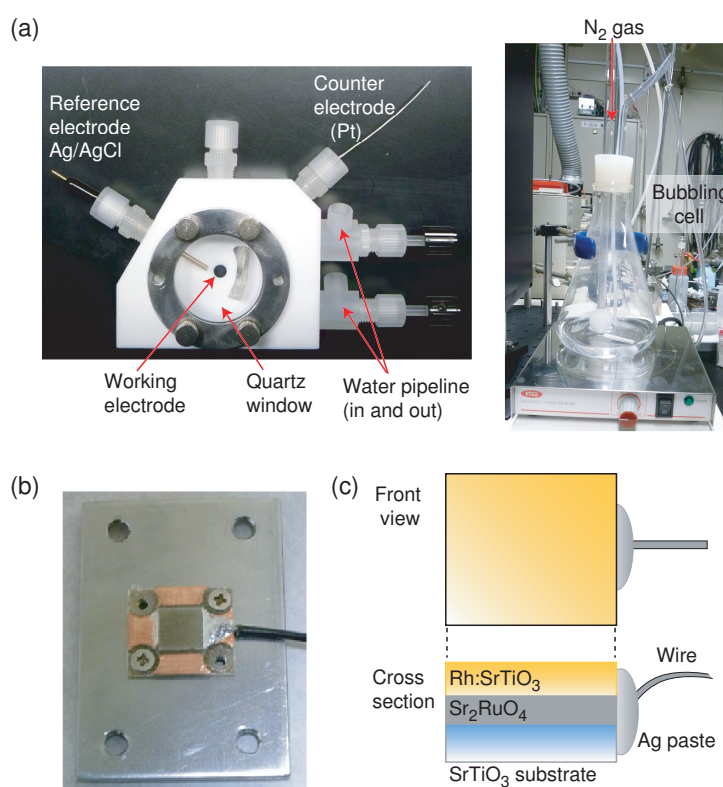 (a)
N₂ gas
Counter
electrode
(Pt)
Reference
electrode
Ag/AgCl
Bubbling
cell
Working
electrode
Quartz
window
Water pipeline
(in and out)
(b)
(c)
Front
view
Cross
section
Rh:SrTiO₃
Sr₂RuO₄
Wire
Ag paste
SrTiO₃ substrate